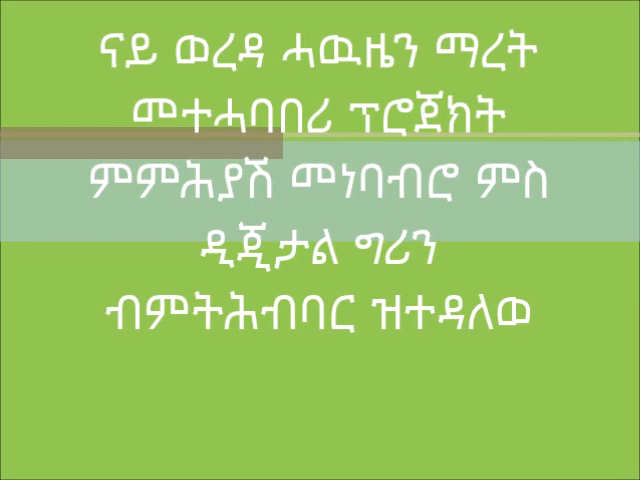 ናይ ወረዳ ሓዉዜን ማረት
መተሓባበሪ ፕሮጀክት
ምምሕያሽ መነባብሮ ምስ
ዲጂታል ግሪን
ብምትሕብባር ዝተዳለወ